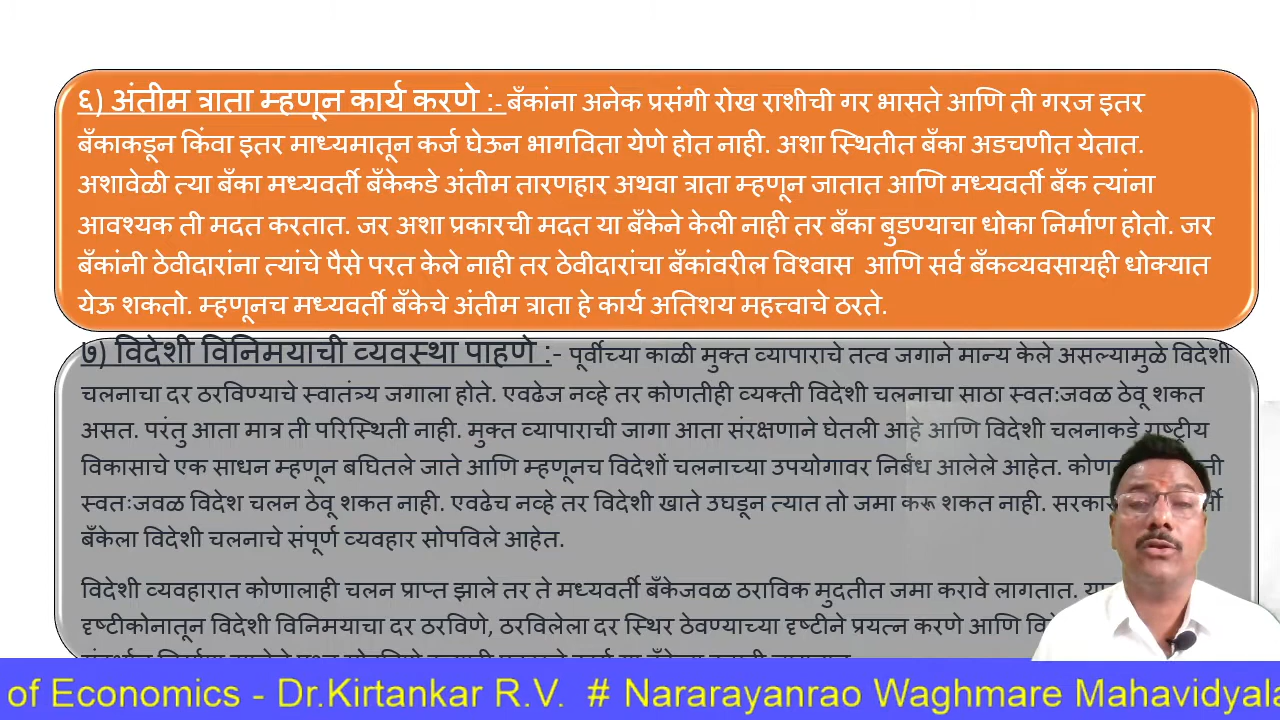 ६) अंतीम त्राता म्हणून कार्य करणे :- बँकांना अनेक प्रसंगी रोख राशीची गर भासते आणि ती गरज इतर
बँकाकडून किंवा इतर माध्यमातून कर्ज घेऊन भागविता येणे होत नाही. अशा स्थितीत बँका अडचणीत येतात.
अशावेळी त्या बँका मध्यवर्ती बँकेकडे अंतीम तारणहार अथवा त्राता म्हणून जातात आणि मध्यवर्ती बँक त्यांना
आवश्यक ती मदत करतात. जर अशा प्रकारची मदत या बँकेने केली नाही तर बँका बुडण्याचा धोका निर्माण होतो. जर
बँकांनी ठेवीदारांना त्यांचे पैसे परत केले नाही तर ठेवीदारांचा बँकांवरील विश्वास आणि सर्व बँकव्यवसायही धोक्यात
येऊ शकतो. म्हणूनच मध्यवर्ती बँकेचे अंतीम त्राता हे कार्य अतिशय महत्त्वाचे ठरते.
७) विदेशी विनिमयाची व्यवस्था पाहणे :- पूर्वीच्या काळी मुक्त व्यापाराचे तत्व जगाने मान्य केले असल्यामुळे विदेशी
चलनाचा दर ठरविण्याचे स्वातंत्र्य जगाला होते. एवढेज नव्हे तर कोणतीही व्यक्ती विदेशी चलनाचा साठा स्वत:जवळ ठेवू शकत
असत. परंतु आता मात्र ती परिस्थिती नाही. मुक्त व्यापाराची जागा आता संरक्षणाने घेतली आहे आणि विदेशी चलनाकडे राष्ट्रीय
विकासाचे एक साधन म्हणून बघितले जाते आणि म्हणूनच विदेशों चलनाच्या उपयोगावर निर्बंध आलेले आहेत.
स्वतःजवळ विदेश चलन ठेवू शकत नाही. एवढेच नव्हे तर विदेशी खाते उघडून त्यात तो जमा करू शकत नाही.
बँकेला विदेशी चलनाचे संपूर्ण व्यवहार सोपविले आहेत.
विदेशी व्यवहारात कोणालाही चलन प्राप्त झाले तर ते मध्यवर्ती बँकेजवळ ठराविक मुदतीत जमा करावे लागतात.
दृष्टीकोनातून विदेशी विनिमयाचा दर ठरविणे, ठरविलेला दर स्थिर ठेवण्याच्या दृष्टीने प्रयत्न करणे आणि
of Economics - Dr.Kirtankar R.V. # Nararayanrao Waghmare Mahavidyala